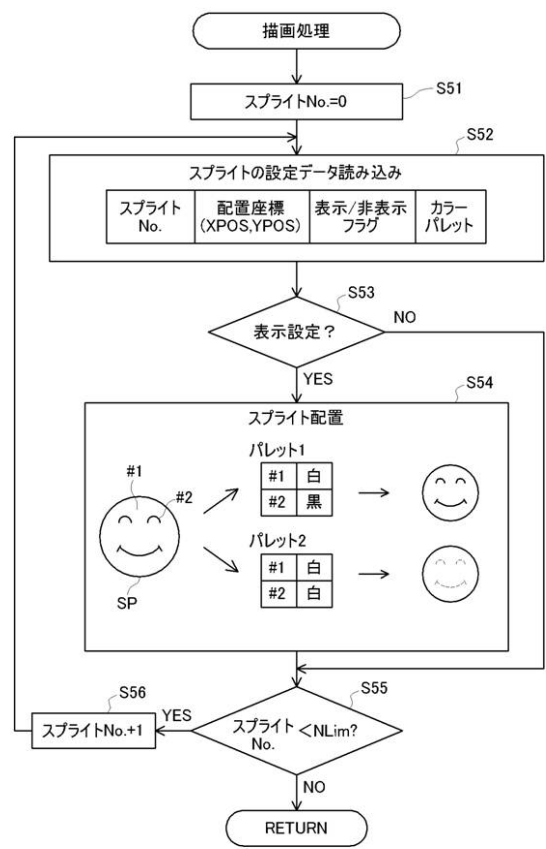 描画処理
スプライトNo.=0
S51
S52
スプライトの設定データ読み込み
スプライト
No.
配置座標
(XPOS,YPOS)
表示/非表示
フラグ
カラー
パレット
S53
表示設定？
NO
YES
S54
スプライト配置
#1
#2
SP
パレット1
#1 白
#2 黒
パレット2
#1 白
#2 白
S55
スプライト
No.
<NLim?
YES
S56
スプライトNo.+1
NO
RETURN